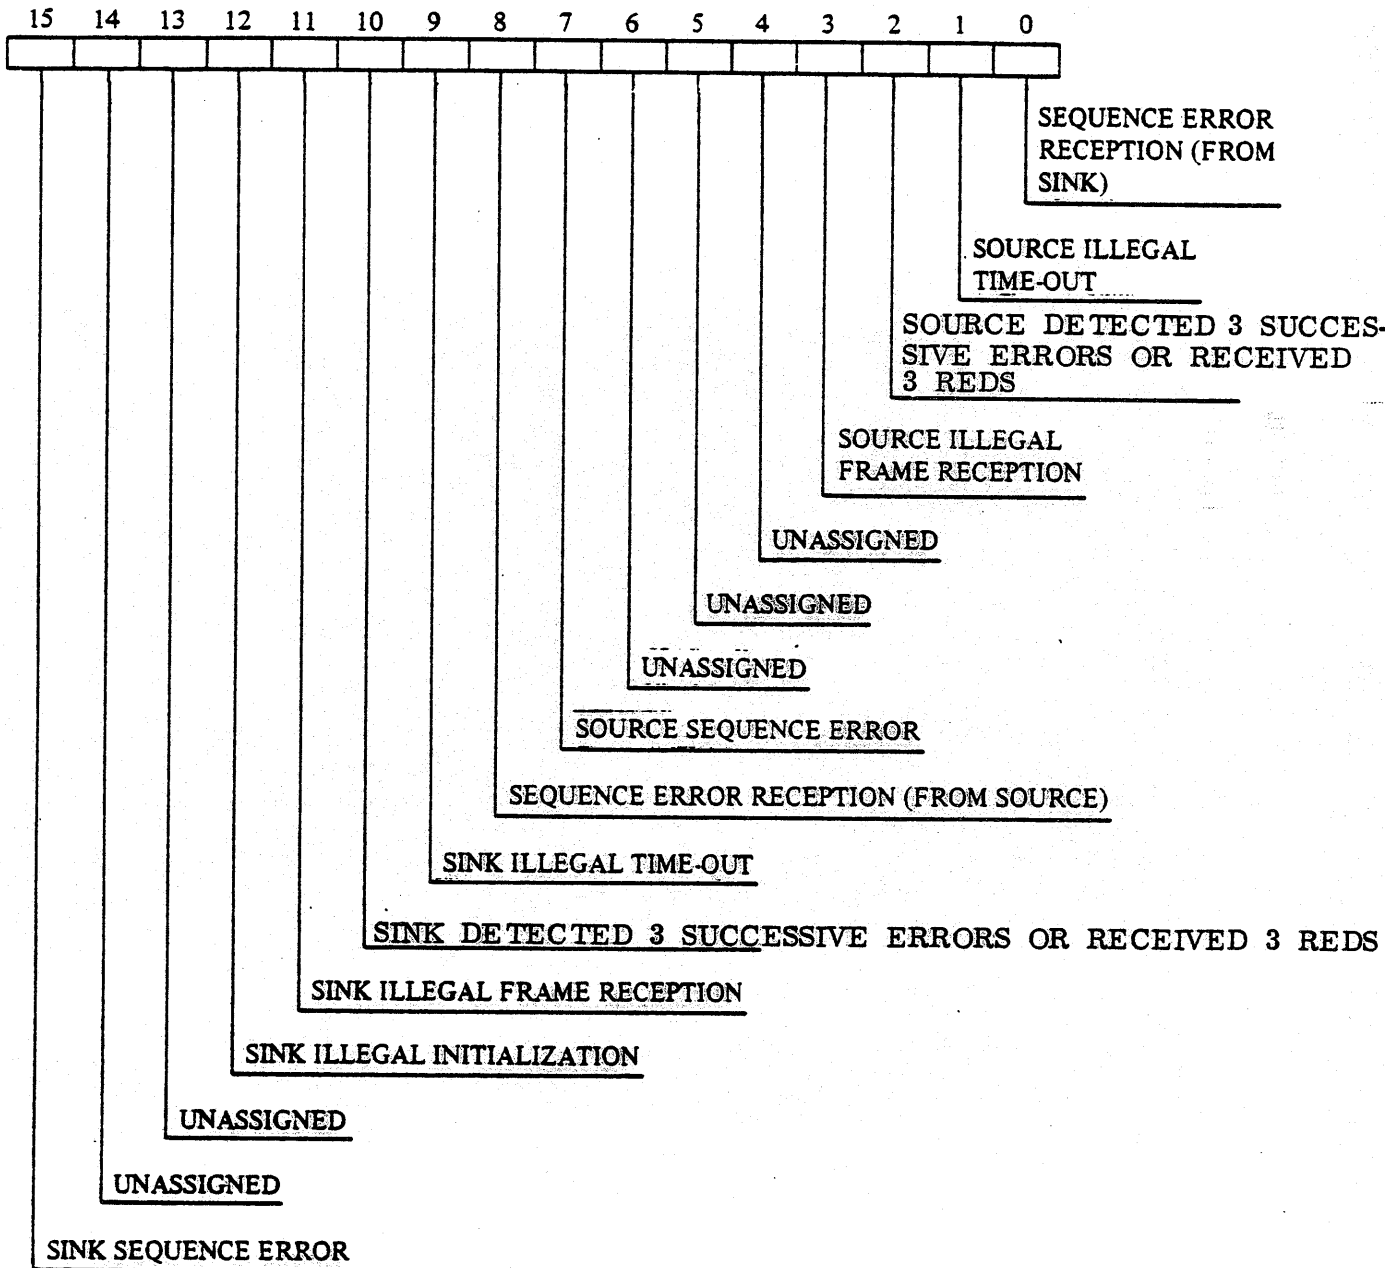 15 14 13 12 11 10 9 8 7 6 5 4 3 2 1 0
SEQUENCE ERROR
RECEPTION (FROM
SINK)
SOURCE ILLEGAL
TIME-OUT
SOURCE DETECTED 3 SUCCES-
SIVE ERRORS OR RECEIVED
3 REDS
SOURCE ILLEGAL
FRAME RECEPTION
UNASSIGNED
UNASSIGNED
UNASSIGNED
SOURCE SEQUENCE ERROR
SEQUENCE ERROR RECEPTION (FROM SOURCE)
SINK ILLEGAL TIME-OUT
SINK DETECTED 3 SUCCESSIVE ERRORS OR RECEIVED 3 REDS
SINK ILLEGAL FRAME RECEPTION
SINK ILLEGAL INITIALIZATION
UNASSIGNED
UNASSIGNED
SINK SEQUENCE ERROR